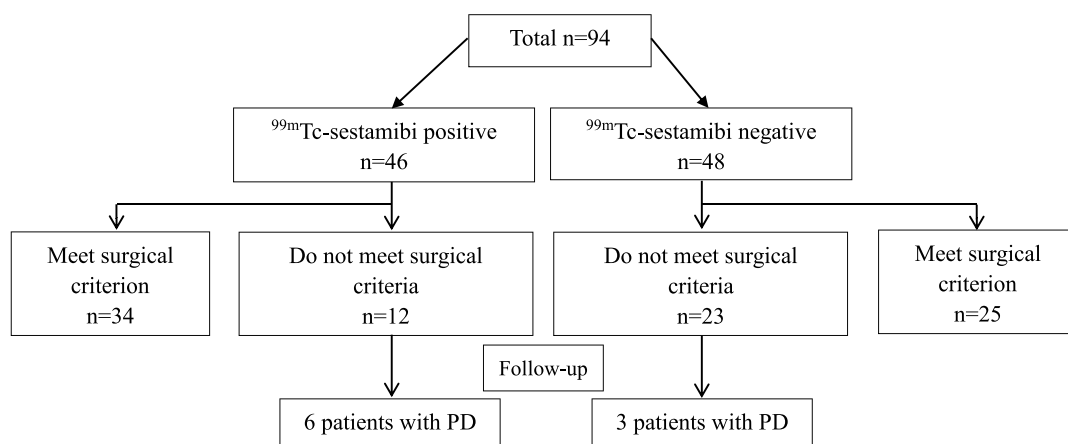 Total n=94
⁹⁹ᵐTc-sestamibi positive
n=46
⁹⁹ᵐTc-sestamibi negative
n=48
Meet surgical
criterion
n=34
Do not meet surgical
criteria
n=12
Do not meet surgical
criteria
n=23
Meet surgical
criterion
n=25
Follow-up
6 patients with PD
3 patients with PD